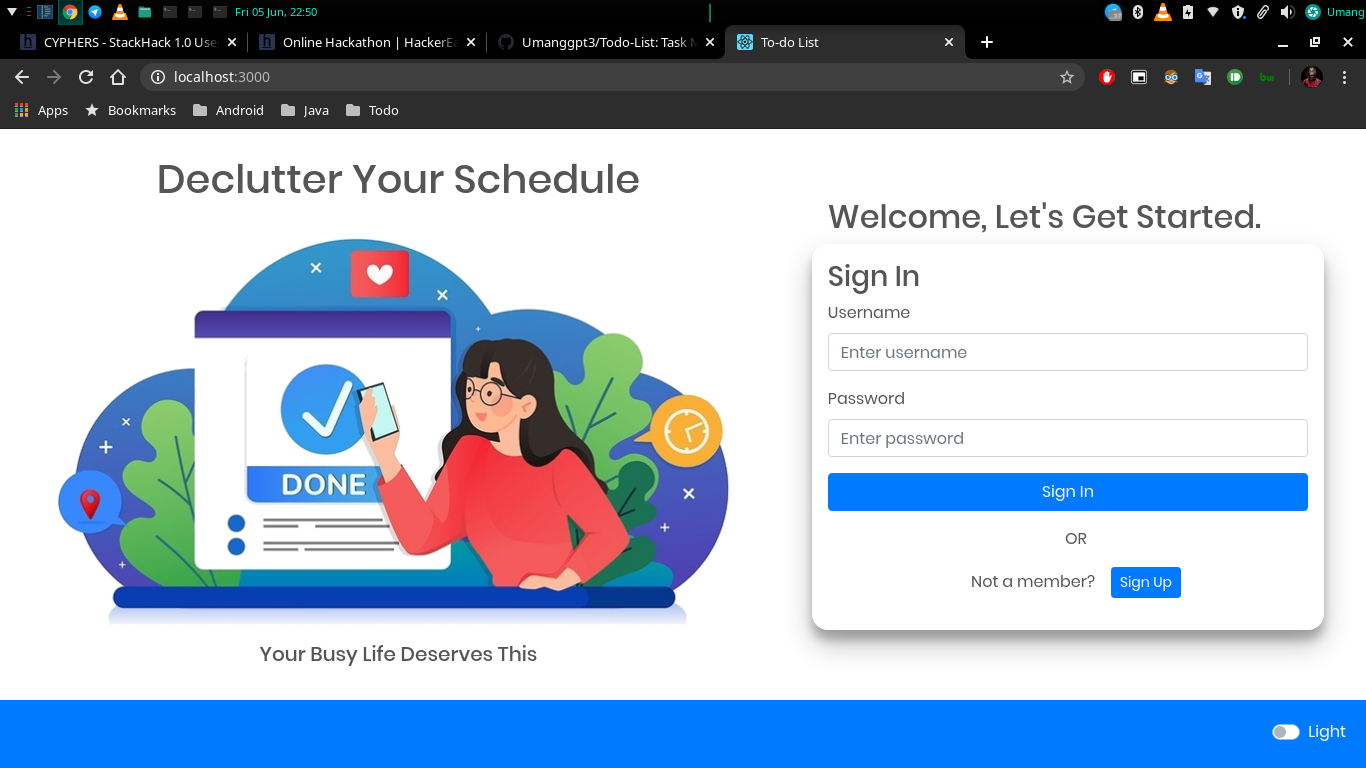 Fri 05 Jun, 22:50
Umang
CYPHERS - StackHack 1.0 Use
Online Hackathon | HackerEa
Umanggpt3/Todo-List: Task M
To-do List
localhost:3000
Apps
Bookmarks
Android
Java
Todo
Declutter Your Schedule
DONE
Your Busy Life Deserves This
Welcome, Let's Get Started.
Sign In
Username
Enter username
Password
Enter password
Sign In
OR
Not a member? Sign Up
Light